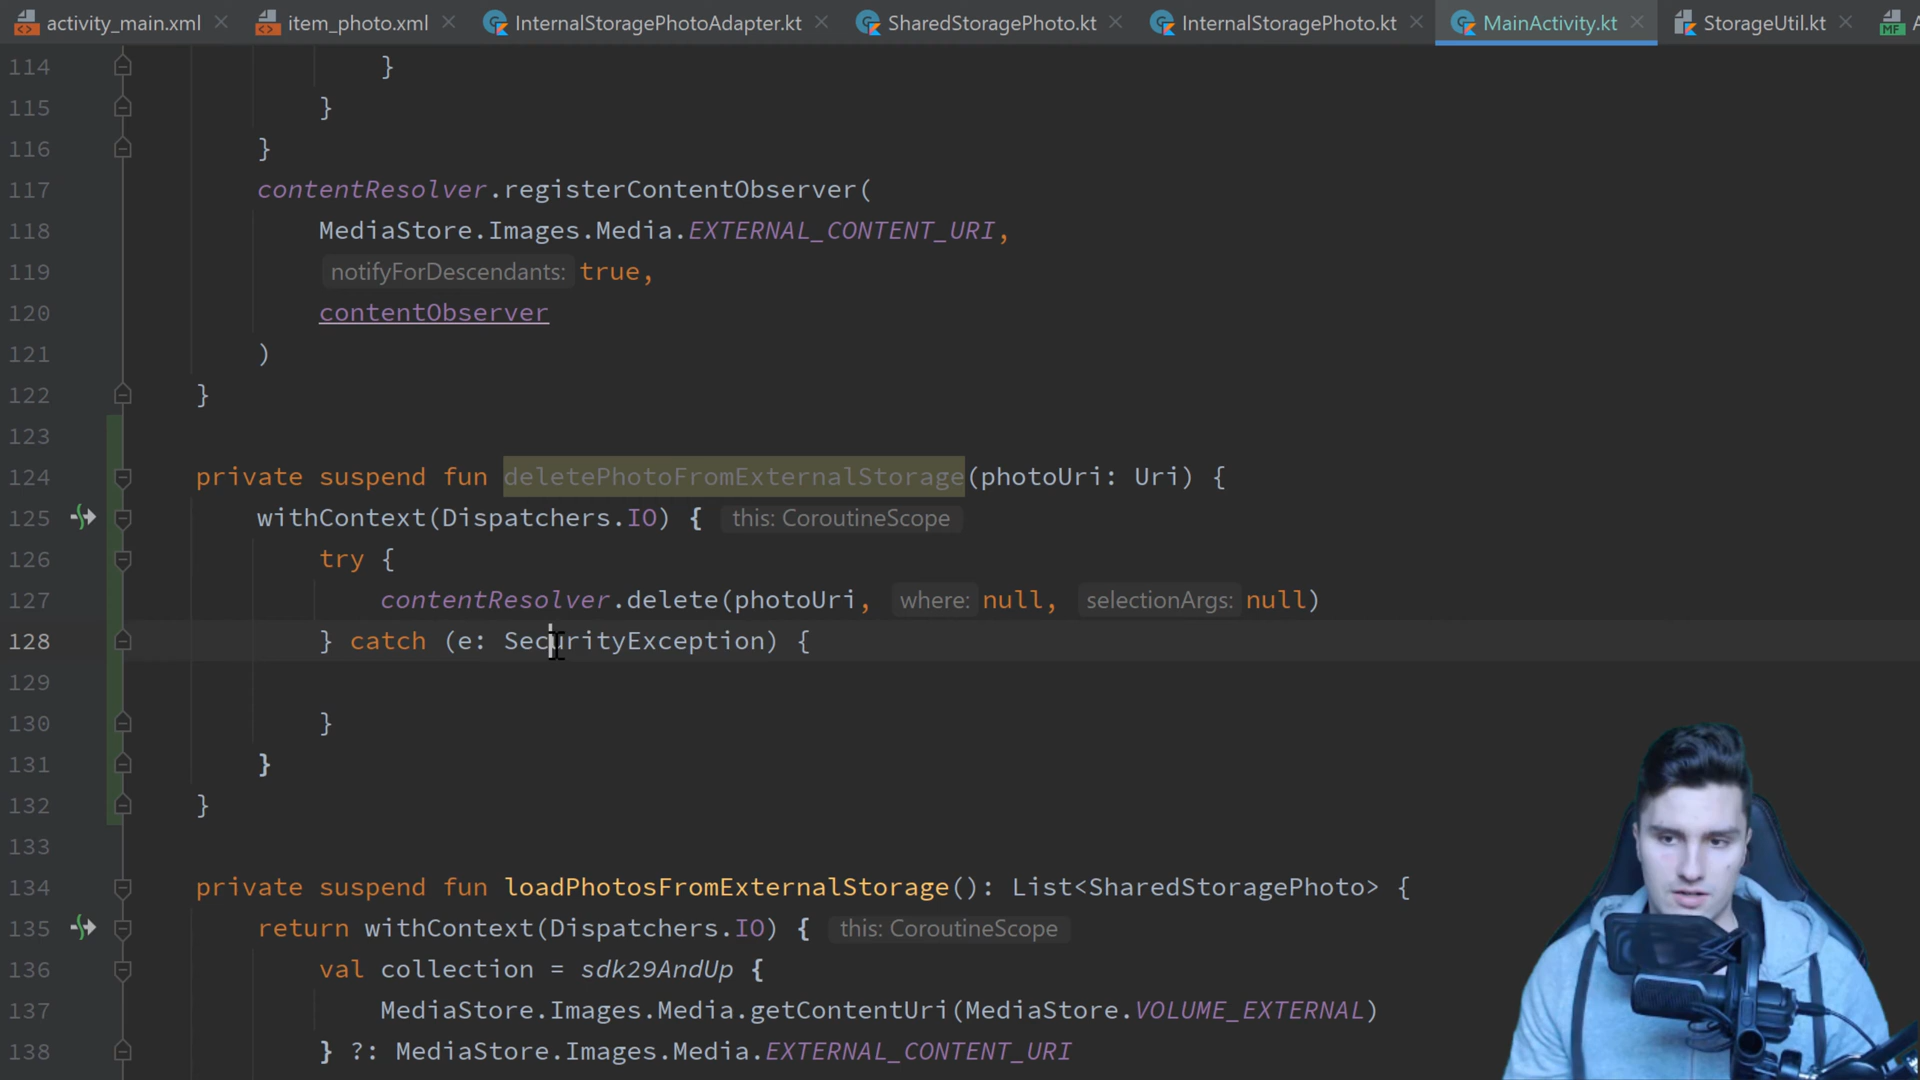 activity_main.xml item_photo.xml InternalStoragePhotoAdapter.kt SharedStoragePhoto.kt InternalStoragePhoto.kt MainActivity.kt StorageUtil.kt
MF
114 }
115 }
116 }
117 contentResolver.registerContentObserver(
118 MediaStore.Images.Media.EXTERNAL_CONTENT_URI,
119 notifyForDescendants: true,
120 contentObserver
121 )
122 }
123
124 private suspend fun deletePhotoFromExternalStorage(photoUri: Uri) {
125 withContext(Dispatchers.IO) { this: CoroutineScope
126 try {
127 contentResolver.delete(photoUri, where: null, selectionArgs: null)
128 } catch (e: SecurityException) {
129
130 }
131 }
132 }
133
134 private suspend fun loadPhotosFromExternalStorage(): List<SharedStoragePhoto> {
135 return withContext(Dispatchers.IO) { this: CoroutineScope
136 val collection = sdk29AndUp {
137 MediaStore.Images.Media.getContentUri(MediaStore.VOLUME_EXTERNAL)
138 } ?: MediaStore.Images.Media.EXTERNAL_CONTENT_URI